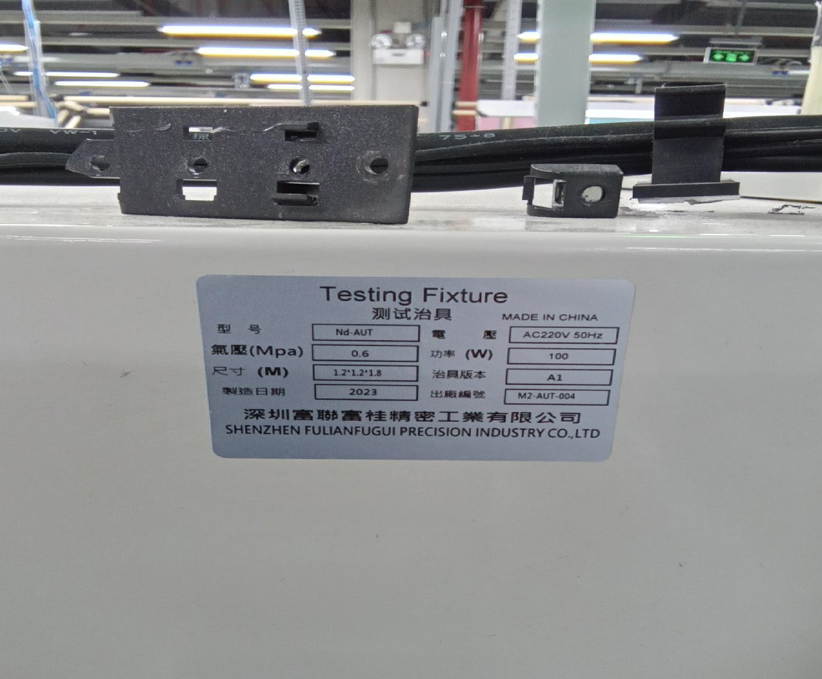 VW-1
75℃
Testing Fixture
测试治具
MADE IN CHINA
型 号 Nd-AUT 電 壓 AC220V 50Hz
氣壓(Mpa) 0.6 功率 (W) 100
尺寸 (M) 1.2*1.2*1.8 治具版本 A1
製造日期 2023 出廠編號 M2-AUT-004
深圳富聯富桂精密工業有限公司
SHENZHEN FULIANFUGUI PRECISION INDUSTRY CO.,LTD